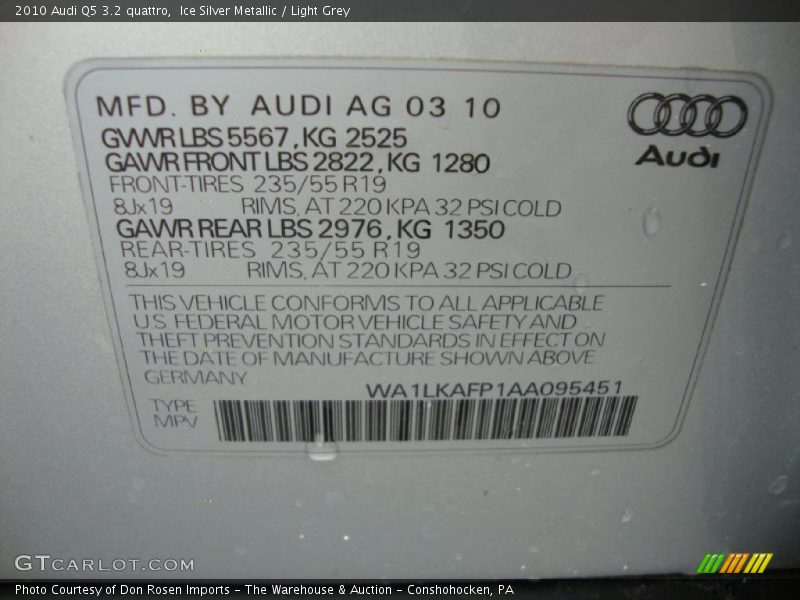 2010 Audi Q5 3.2 quattro,  Ice Silver Metallic / Light Grey
MFD. BY AUDI AG 03 10
GVWR LBS 5567, KG 2525
GAWR FRONT LBS 2822, KG 1280
FRONT-TIRES 235/55 R19
8Jx19 RIMS, AT 220 KPA 32 PSI COLD
GAWR REAR LBS 2976, KG 1350
REAR-TIRES 235/55 R19
8Jx19 RIMS, AT 220 KPA 32 PSI COLD
Audi
THIS VEHICLE CONFORMS TO ALL APPLICABLE
U.S. FEDERAL MOTOR VEHICLE SAFETY AND
THEFT PREVENTION STANDARDS IN EFFECT ON
THE DATE OF MANUFACTURE SHOWN ABOVE
GERMANY
WA1LKAFP1AA095451
TYPE
MPV
GTCARLOT.COM
Photo Courtesy of Don Rosen Imports - The Warehouse & Auction - Conshohocken, PA